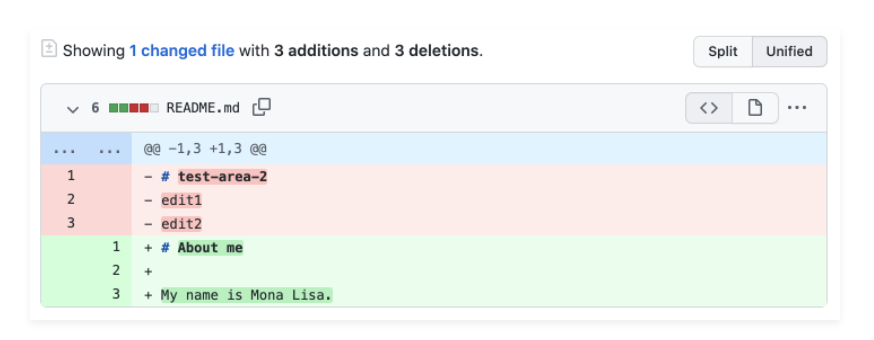 Showing 1 changed file with 3 additions and 3 deletions.
Split Unified
6 README.md
... ... @@ -1,3 +1,3 @@
1 - # test-area-2
2 - edit1
3 - edit2
1 + # About me
2 +
3 + My name is Mona Lisa.